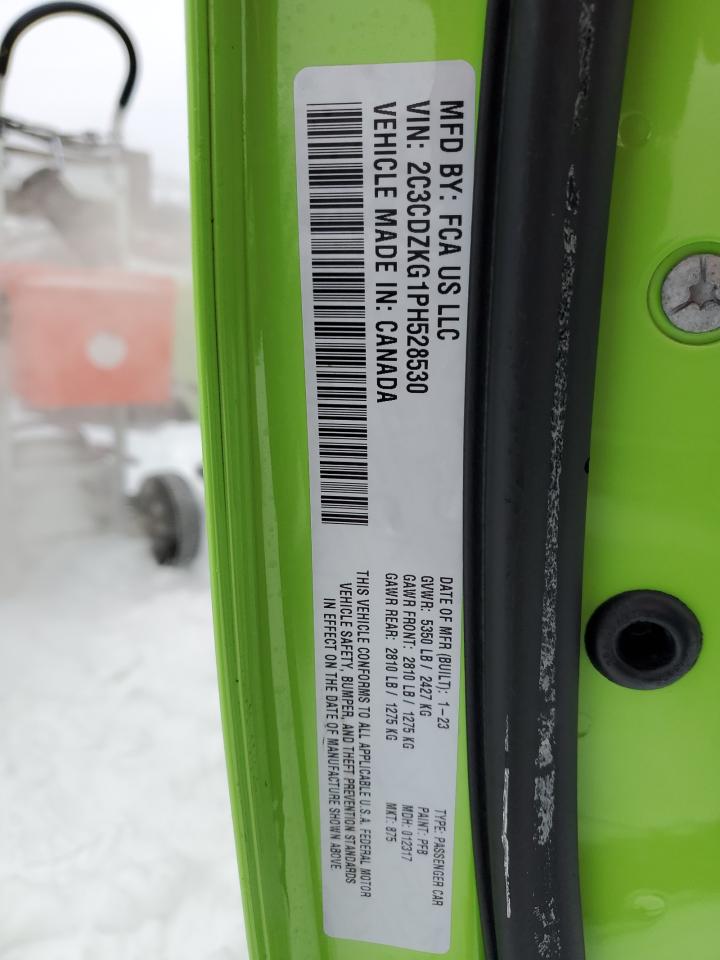 MFD BY: FCA US LLC
VIN: 2C3CDZKG1PH528530
VEHICLE MADE IN: CANADA
DATE OF MFR (BUILT): 1-23
GVWR: 5350 LB / 2427 KG
GAWR FRONT: 2810 LB / 1275 KG
GAWR REAR: 2810 LB / 1275 KG
THIS VEHICLE CONFORMS TO ALL APPLICABLE U.S.A. FEDERAL MOTOR
VEHICLE SAFETY, BUMPER, AND THEFT PREVENTION STANDARDS
IN EFFECT ON THE DATE OF MANUFACTURE SHOWN ABOVE.
TYPE: PASSENGER CAR
PAINT: PFB
MDH: 012317
MKT: 875